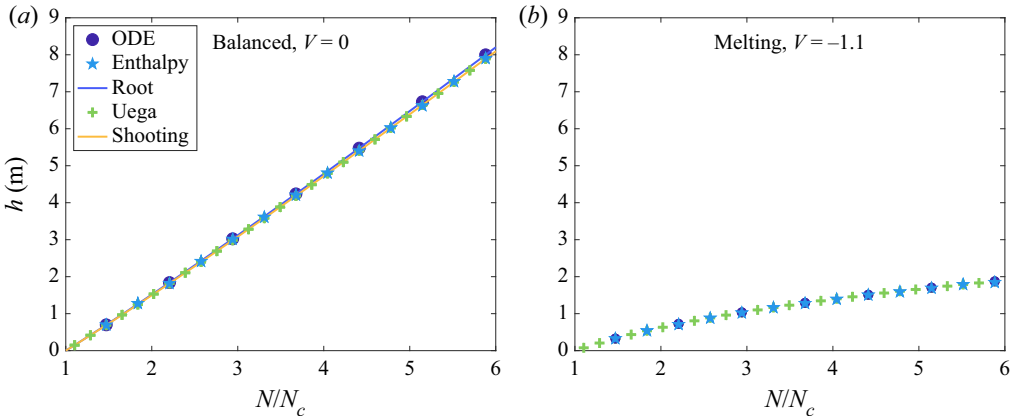 (a)
(b)
ODE
Enthalpy
Root
Uega
Shooting
Balanced, V = 0
Melting, V = –1.1
9
8
7
6
5
4
3
2
1
0
h (m)
1 2 3 4 5 6
N/Nc
9
8
7
6
5
4
3
2
1
0
1 2 3 4 5 6
N/Nc